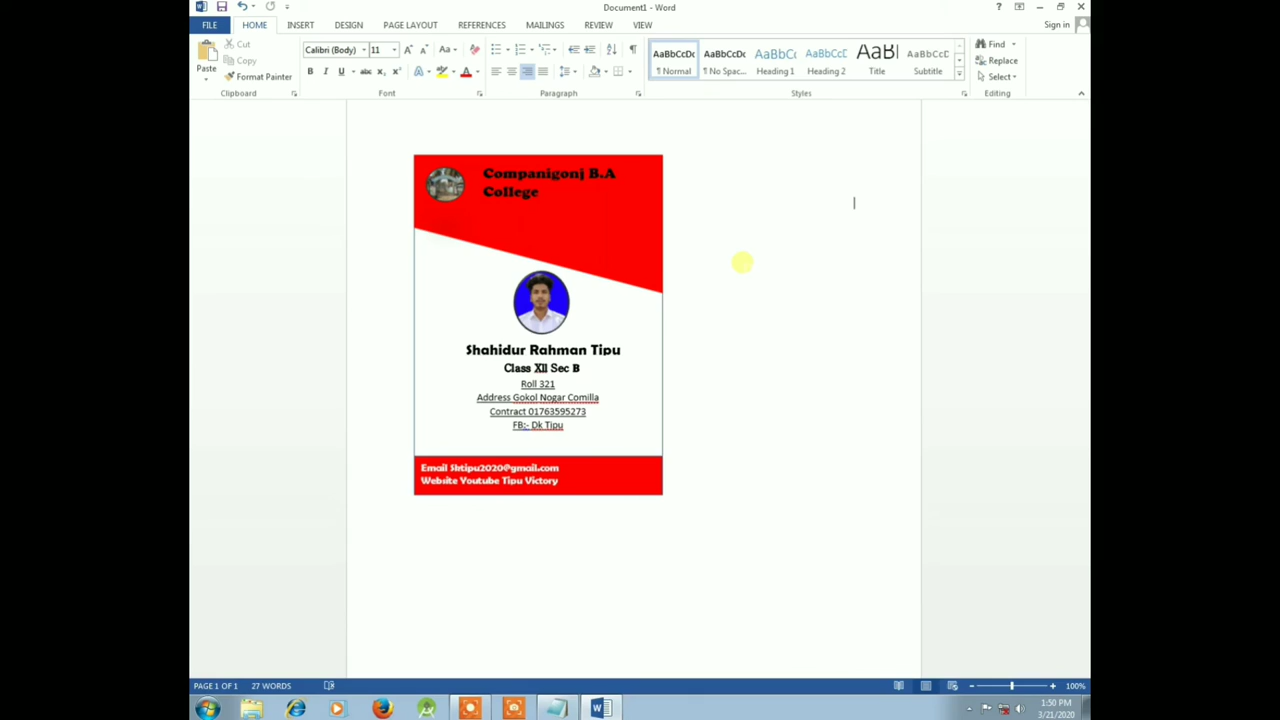 Document1 - Word
Sign in
FILE HOME INSERT DESIGN PAGE LAYOUT REFERENCES MAILINGS REVIEW VIEW
Paste
Cut
Copy
Format Painter
Calibri (Body) 11
AaBbCcDc AaBbCcDc AaBbCc AaBbCcD AaBl AaBbCcD
¶ Normal ¶ No Spac... Heading 1 Heading 2 Title Subtitle
Find
Replace
Select
Clipboard Font Paragraph Styles Editing
Companigonj B.A
College
Shahidur Rahman Tipu
Class XII Sec B
Roll 321
Address Gokol Nogar Comilla
Contract 01763595273
FB:- Dk Tipu
Email Shtipu2020@gmail.com
Website Youtube Tipu Victory
PAGE 1 OF 1 27 WORDS
100%
1:50 PM
3/21/2020